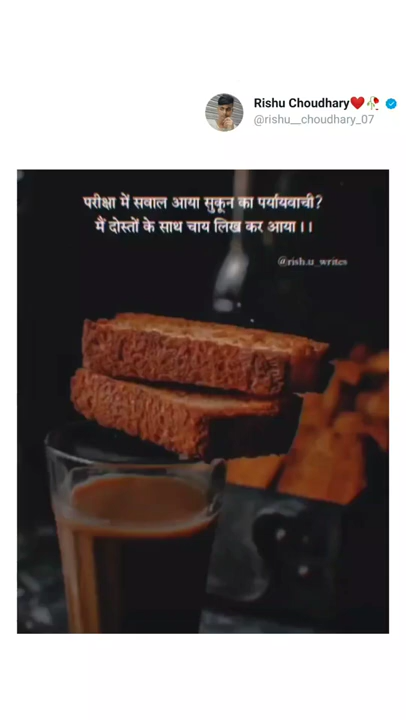 Rishu Choudhary❤️🥀
@rishu__choudhary_07
परीक्षा में सवाल आया सुकून का पर्यायवाची?
मैं दोस्तों के साथ चाय लिख कर आया।।
@rish.u_writes